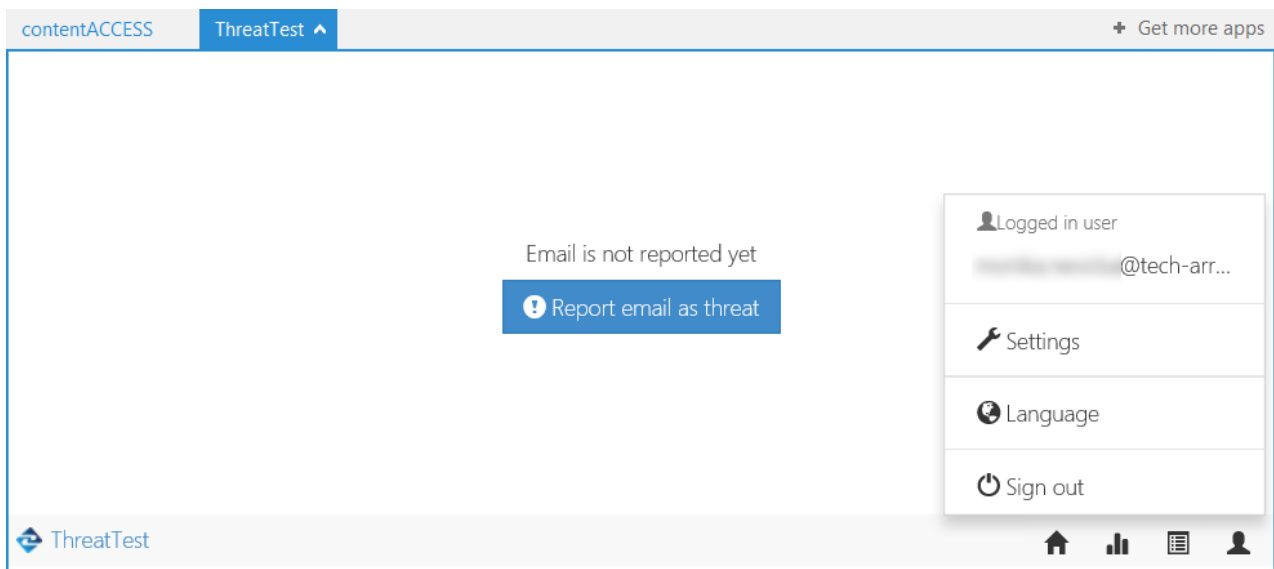 contentACCESS
ThreatTest
Get more apps
Email is not reported yet
Report email as threat
Logged in user
@tech-arr...
Settings
Language
Sign out
ThreatTest